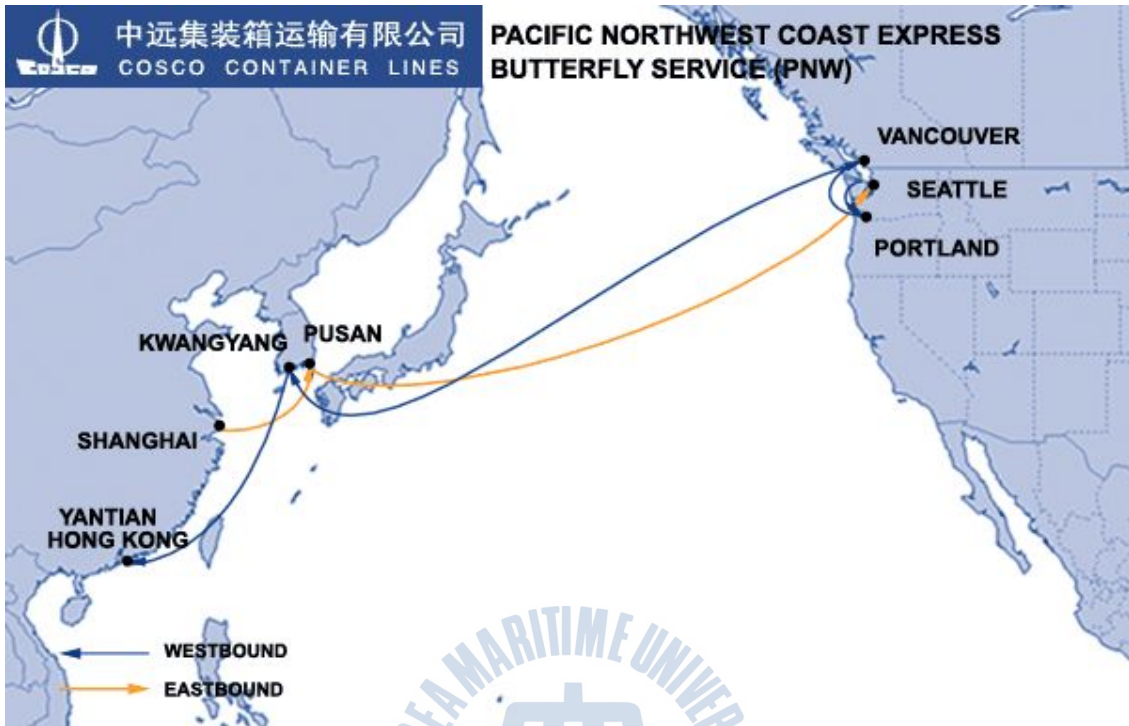 中远集装箱运输有限公司
COSCO CONTAINER LINES
COSCO
PACIFIC NORTHWEST COAST EXPRESS
BUTTERFLY SERVICE (PNW)
VANCOUVER
SEATTLE
PORTLAND
KWANGYANG
PUSAN
SHANGHAI
YANTIAN
HONG KONG
WESTBOUND
EASTBOUND
MARITIME